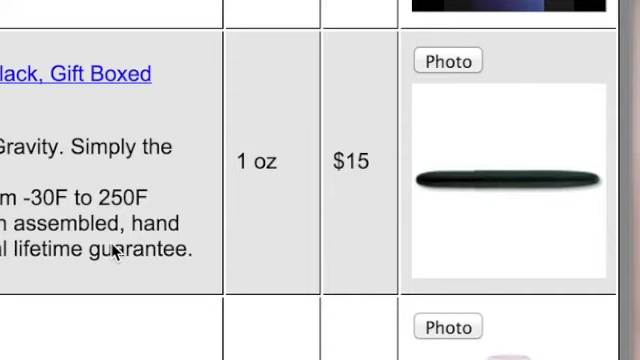 lack, Gift Boxed
Gravity. Simply the
m -30F to 250F
assembled, hand
lifetime guarantee.
1 oz
$15
Photo
Photo